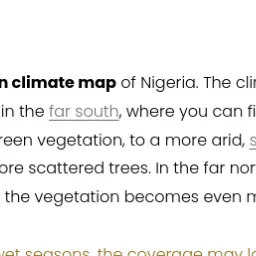 n climate map of Nigeria. The cli
in the far south, where you can fi
reen vegetation, to a more arid, s
ore scattered trees. In the far nor
the vegetation becomes even m
wet seasons, the coverage may lo